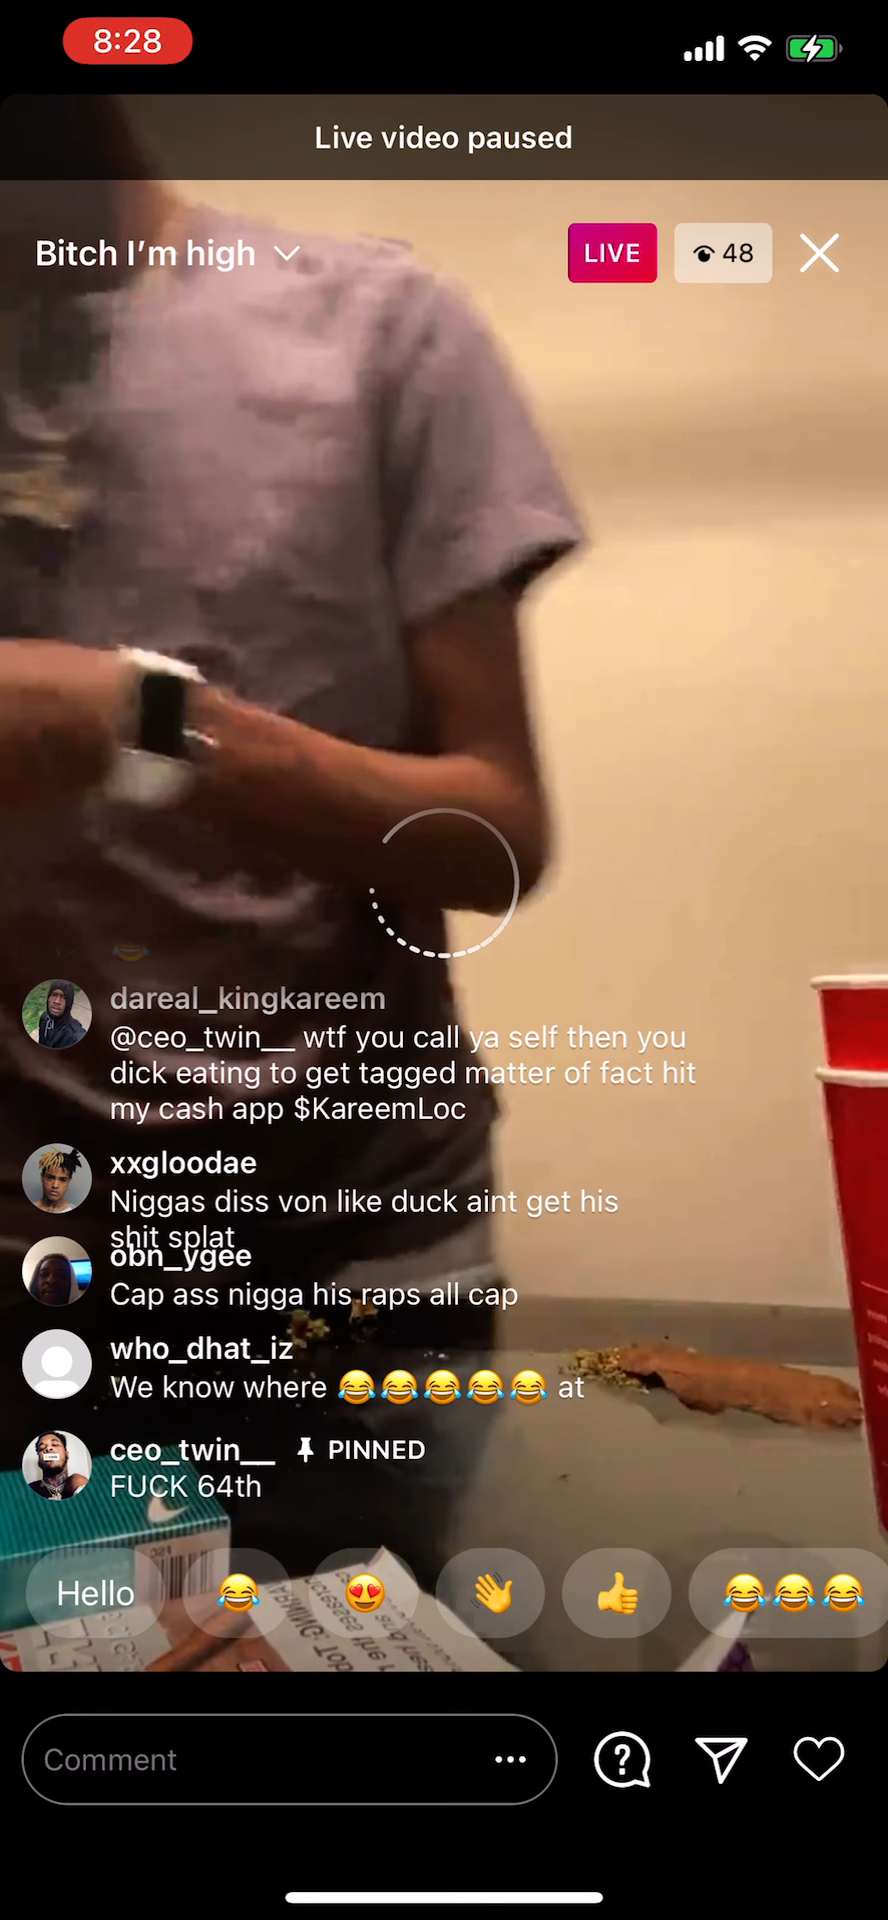 8:28
Live video paused
Bitch I'm high
LIVE
48
😂
dareal_kingkareem
@ceo_twin__ wtf you call ya self then you
dick eating to get tagged matter of fact hit
my cash app $KareemLoc
xxgloodae
Niggas diss von like duck aint get his
shit splat
obn_ygee
Cap ass nigga his raps all cap
who_dhat_iz
We know where 😂😂😂😂😂 at
ceo_twin__ PINNED
FUCK 64th
Hello 😂 😍 👋 👍 😂😂😂
WARNING:
Comment